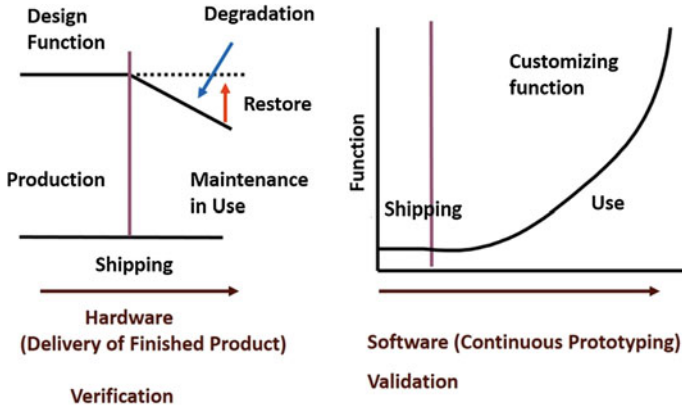 Design
Function
Degradation
Restore
Production
Maintenance
in Use
Shipping
Hardware
(Delivery of Finished Product)
Verification
Function
Customizing
function
Shipping
Use
Software (Continuous Prototyping)
Validation